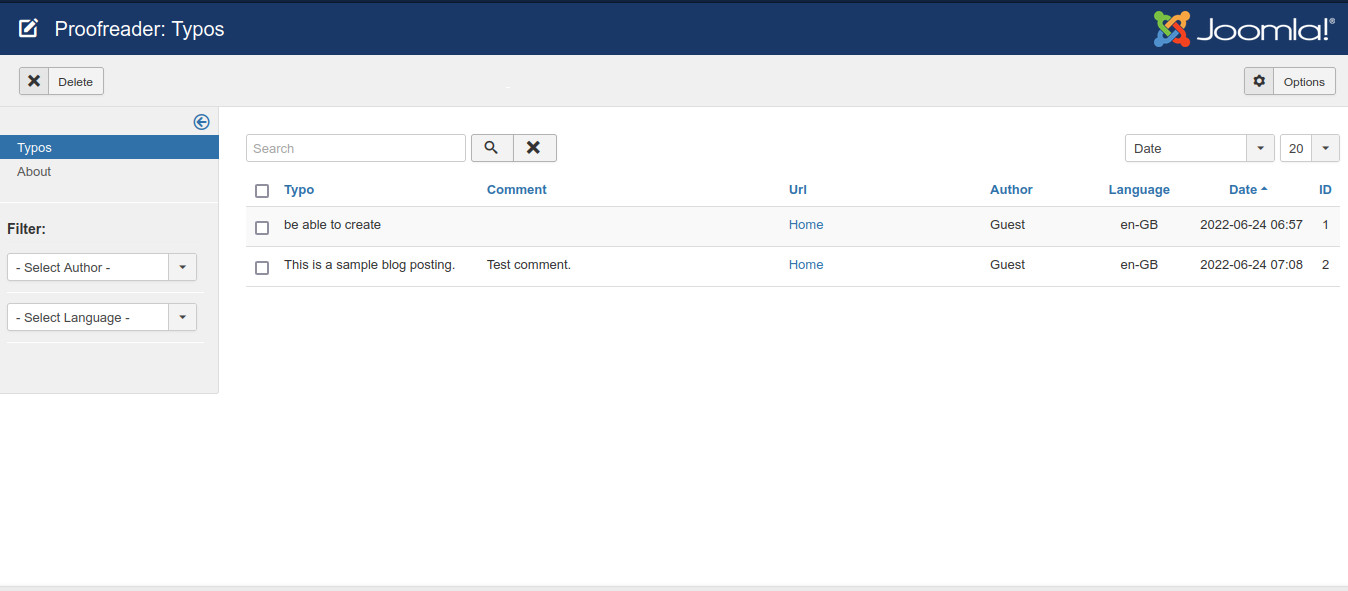 Proofreader: Typos
Joomla!®
Delete
Options
Typos
About
Filter:
- Select Author -
- Select Language -
Search
Date
20
Typo Comment Url Author Language Date ID
be able to create Home Guest en-GB 2022-06-24 06:57 1
This is a sample blog posting. Test comment. Home Guest en-GB 2022-06-24 07:08 2